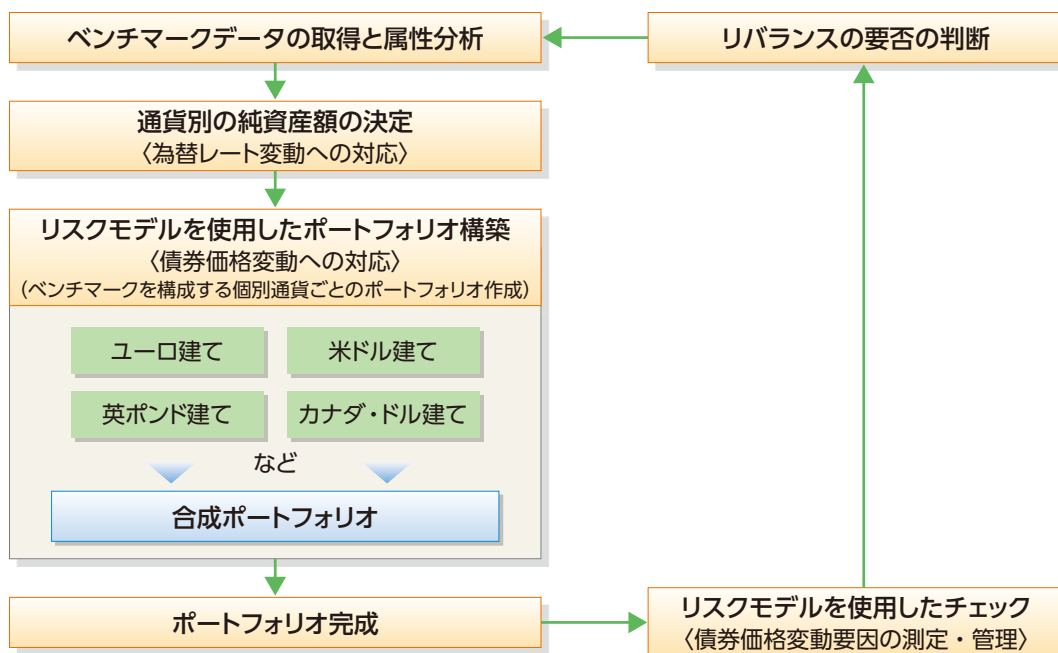 ベンチマークデータの取得と属性分析
リバランスの要否の判断
通貨別の純資産額の決定
〈為替レート変動への対応〉
リスクモデルを使用したポートフォリオ構築
〈債券価格変動への対応〉
（ベンチマークを構成する個別通貨ごとのポートフォリオ作成）
ユーロ建て
米ドル建て
英ポンド建て
カナダ・ドル建て
など
合成ポートフォリオ
ポートフォリオ完成
リスクモデルを使用したチェック
〈債券価格変動要因の測定・管理〉